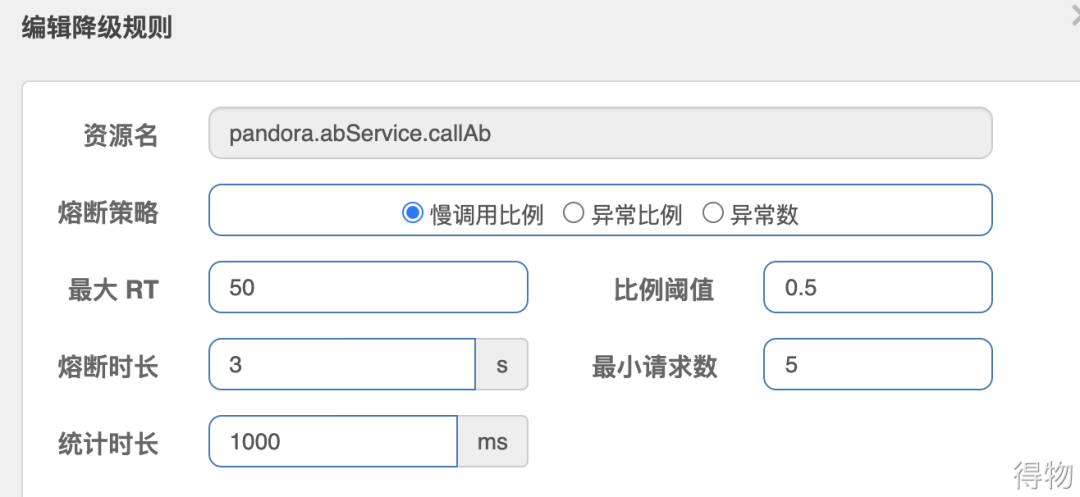 编辑降级规则
资源名 pandora.abService.callAb
熔断策略 慢调用比例 异常比例 异常数
最大 RT 50 比例阈值 0.5
熔断时长 3 s 最小请求数 5
统计时长 1000 ms
得物